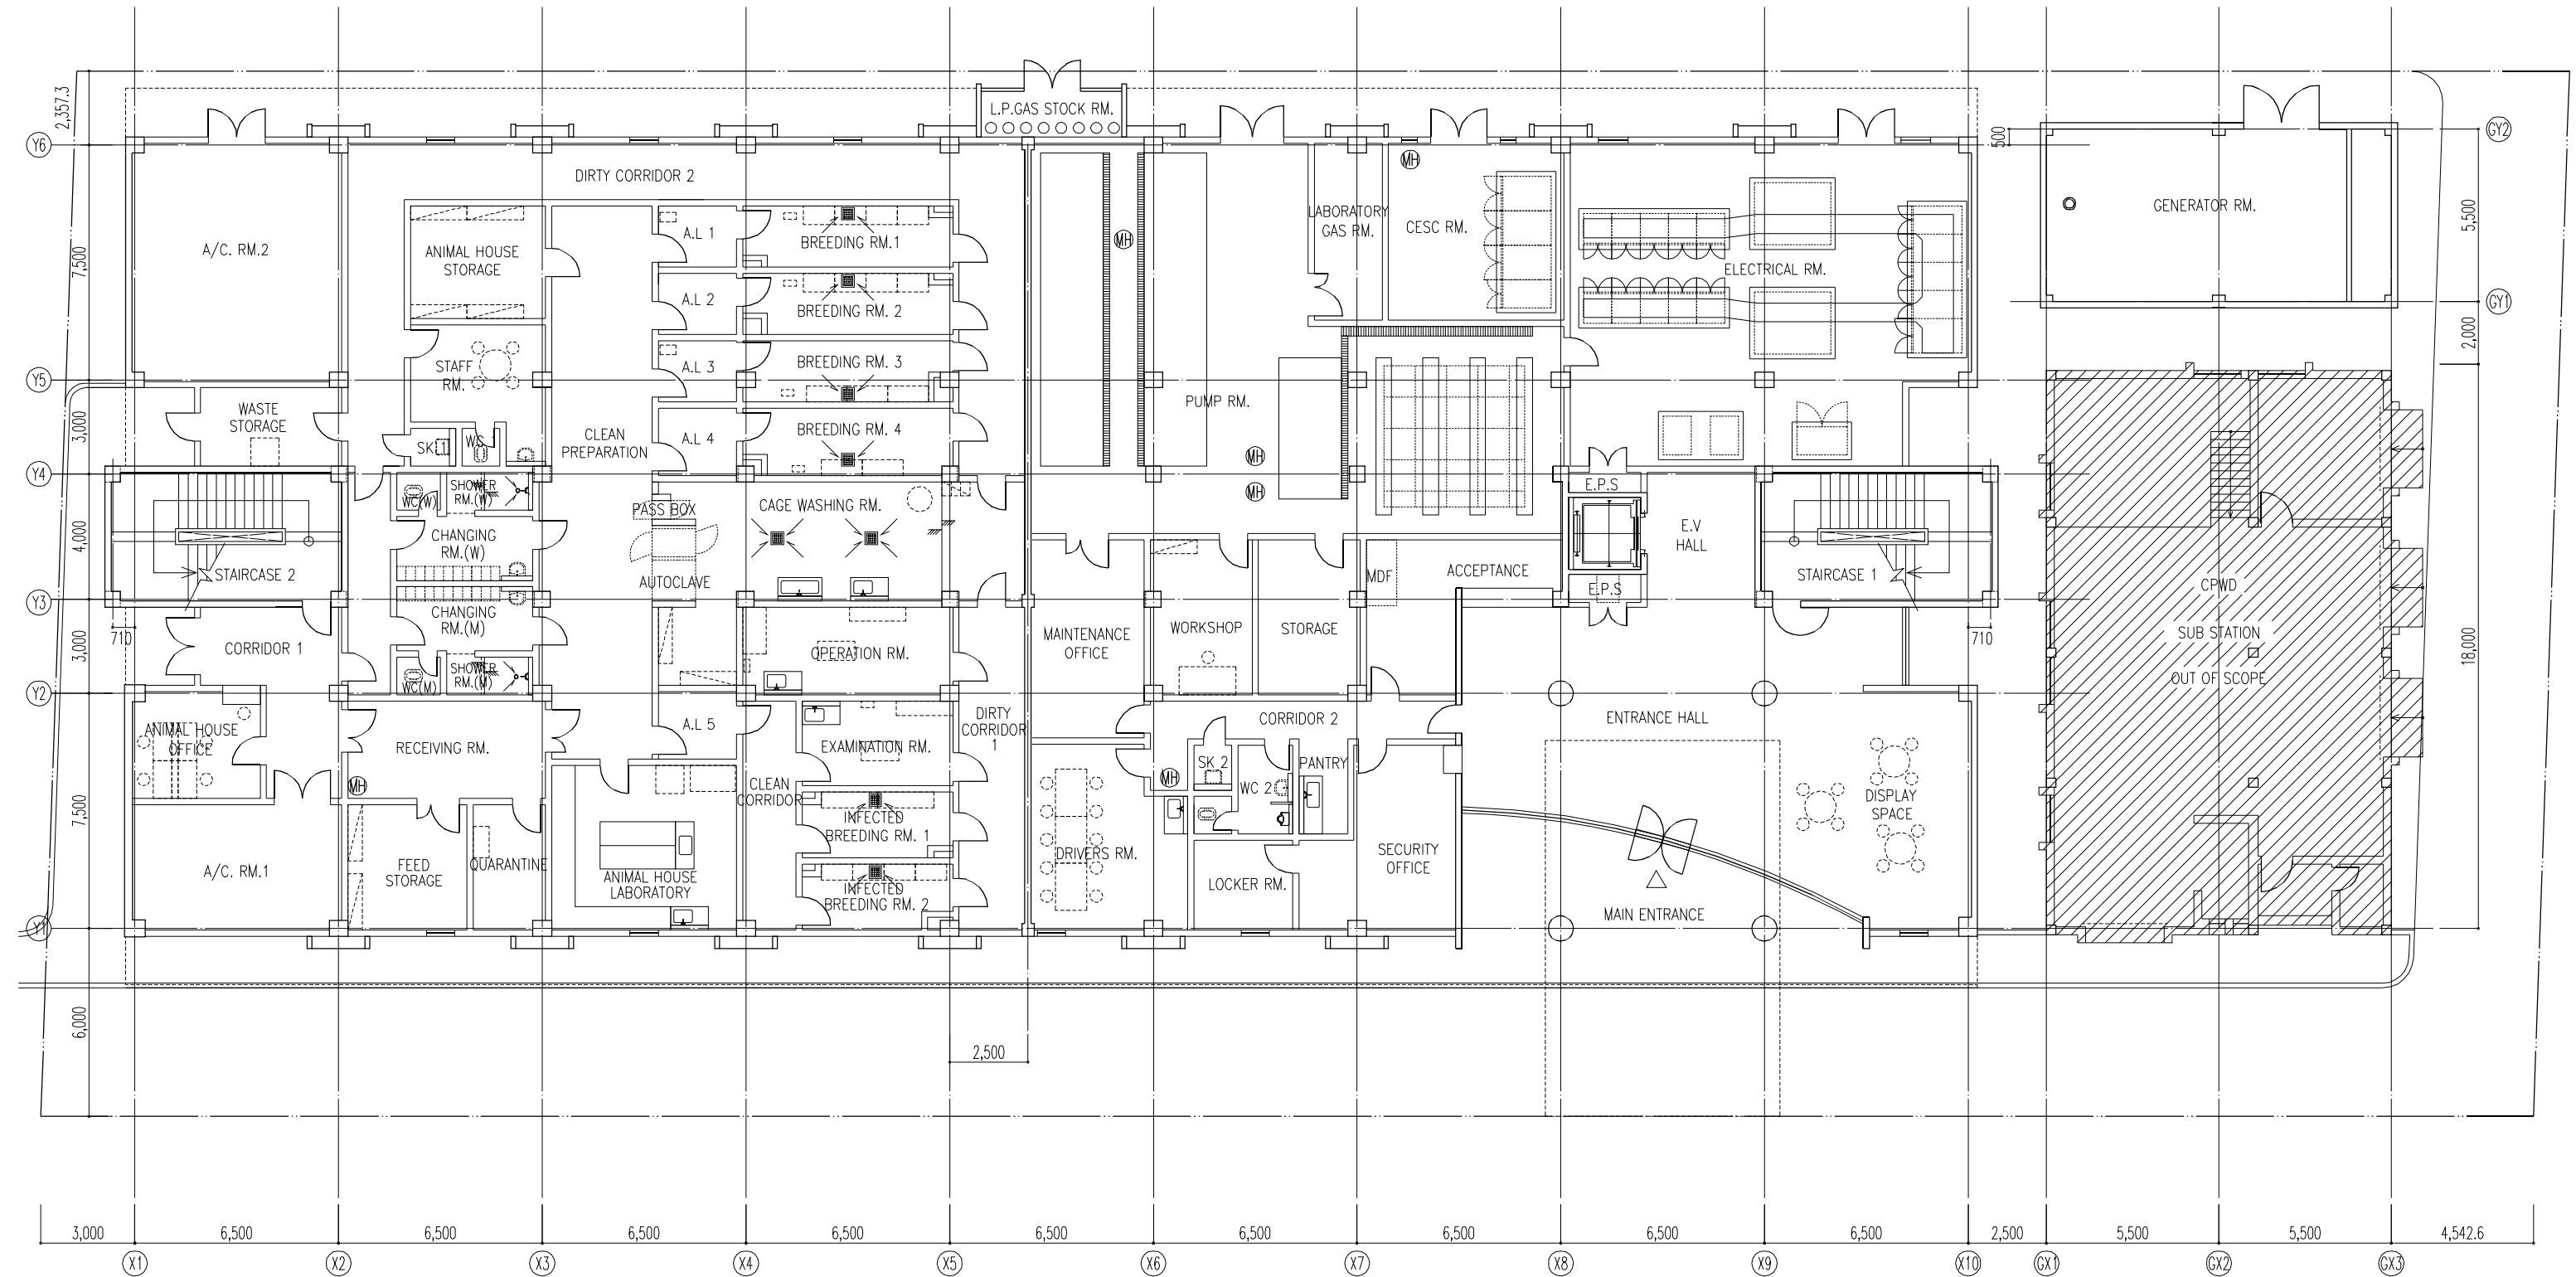 L.P.GAS STOCK RM.
2,357.3
Y6
GY2
500
DIRTY CORRIDOR 2
MH
GENERATOR RM.
LABORATORY
GAS RM.
CESC RM.
A.L 1
BREEDING RM.1
MH
7,500
A/C. RM.2
ANIMAL HOUSE
STORAGE
5,500
ELECTRICAL RM.
A.L 2
BREEDING RM. 2
GY1
2,000
STAFF
RM.
A.L 3
BREEDING RM. 3
Y5
PUMP RM.
3,000
WASTE
STORAGE
SK 1
WC 1
CLEAN
PREPARATION
A.L 4
BREEDING RM. 4
MH
Y4
WC(W)
SHOWER
RM.(W)
PASS BOX
CAGE WASHING RM.
MH
E.P.S
4,000
CHANGING
RM.(W)
E.V
HALL
STAIRCASE 2
AUTOCLAVE
MDF
ACCEPTANCE
STAIRCASE 1
CPWD
E.P.S
Y3
CHANGING
RM.(M)
710
3,000
CORRIDOR 1
OPERATION RM.
MAINTENANCE
OFFICE
WORKSHOP
STORAGE
710
SUB STATION
18,000
WC(M)
SHOWER
RM.(M)
OUT OF SCOPE
Y2
ANIMAL HOUSE
OFFICE
RECEIVING RM.
A.L 5
EXAMINATION RM.
DIRTY
CORRIDOR
1
CORRIDOR 2
ENTRANCE HALL
MH
CLEAN
CORRIDOR
MH
SK 2
WC 2
PANTRY
DISPLAY
SPACE
7,500
INFECTED
BREEDING RM. 1
A/C. RM.1
FEED
STORAGE
QUARANTINE
ANIMAL HOUSE
LABORATORY
INFECTED
BREEDING RM. 2
DRIVERS RM.
LOCKER RM.
SECURITY
OFFICE
MAIN ENTRANCE
Y1
6,000
2,500
3,000
6,500
6,500
6,500
6,500
6,500
6,500
6,500
6,500
6,500
2,500
5,500
5,500
4,542.6
X1
X2
X3
X4
X5
X6
X7
X8
X9
X10
GX1
GX2
GX3